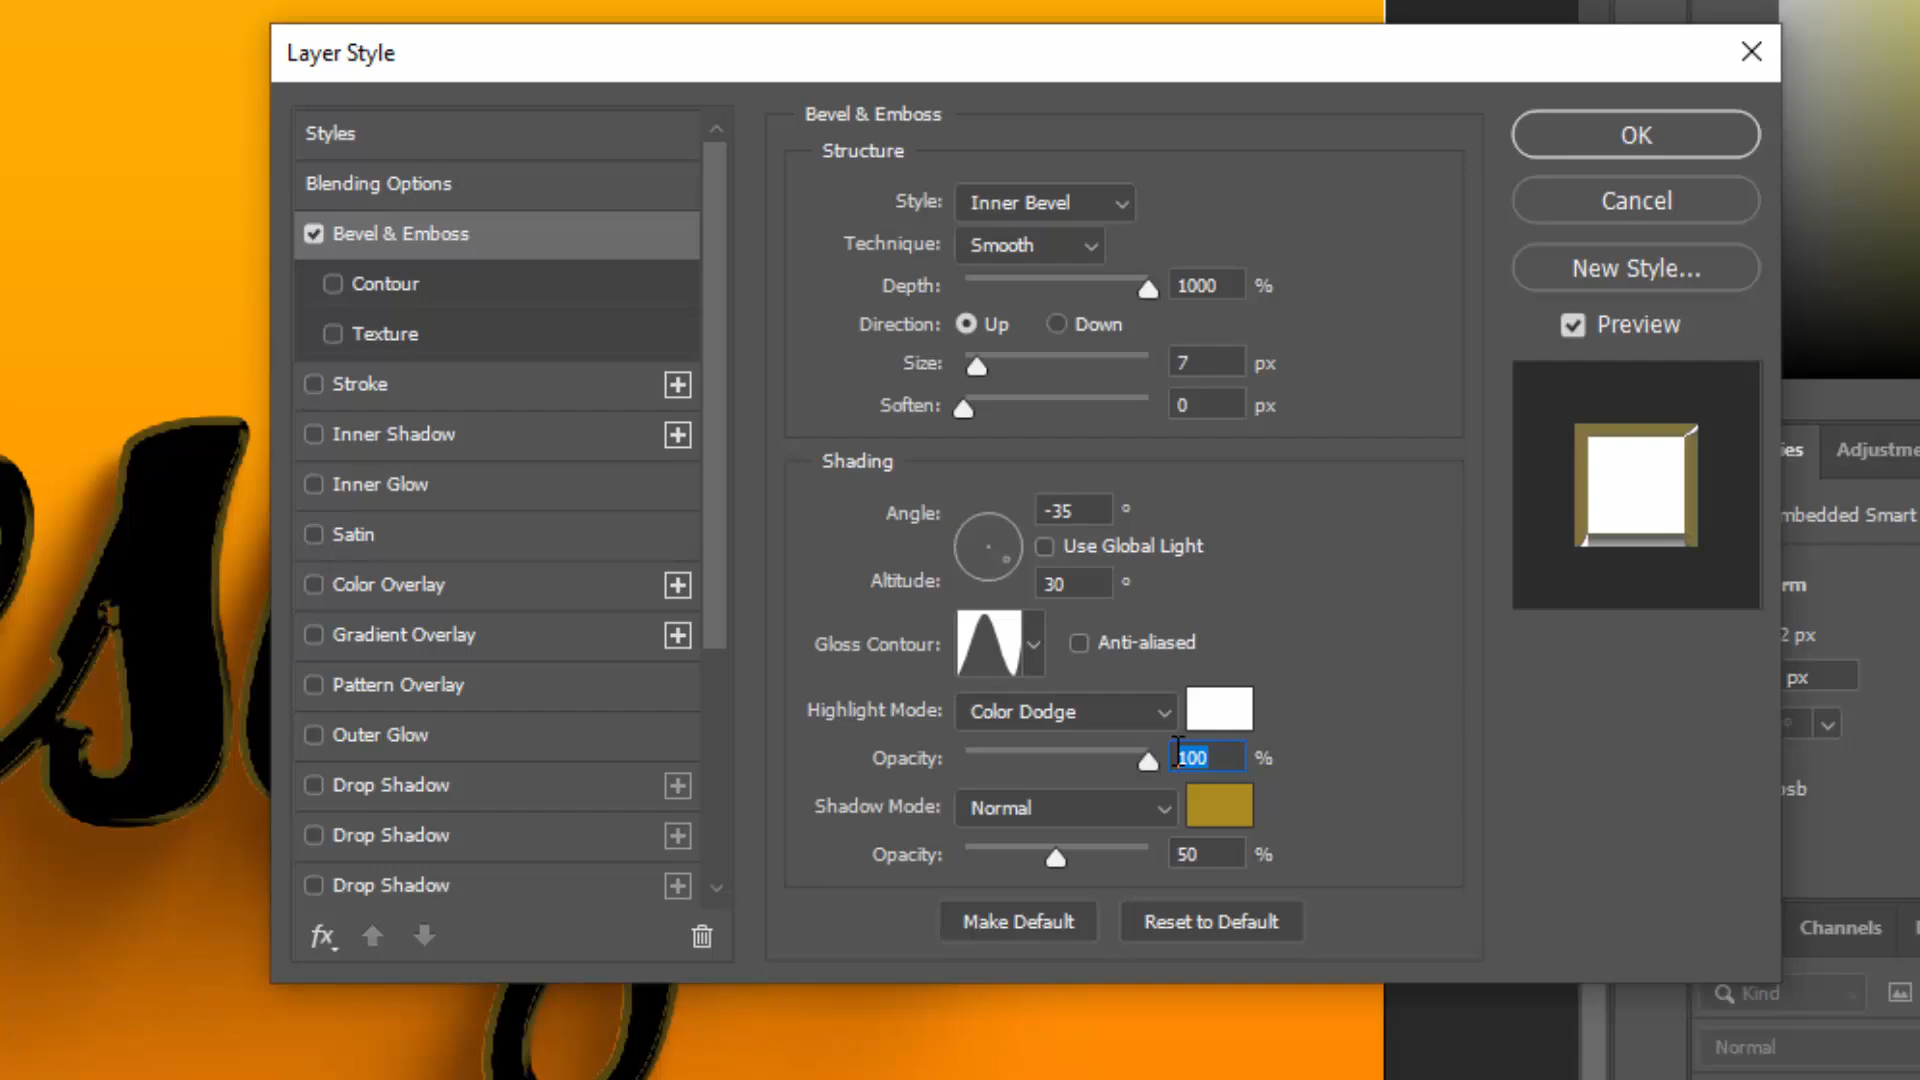 Layer Style
Styles
Blending Options
Bevel & Emboss
Contour
Texture
Stroke
Inner Shadow
Inner Glow
Satin
Color Overlay
Gradient Overlay
Pattern Overlay
Outer Glow
Drop Shadow
Drop Shadow
Drop Shadow
fx
Bevel & Emboss
Structure
Style: Inner Bevel
Technique: Smooth
Depth: 1000 %
Direction: Up Down
Size: 7 px
Soften: 0 px
Shading
Angle: -35 °
Use Global Light
Altitude: 30 °
Gloss Contour: Anti-aliased
Highlight Mode: Color Dodge
Opacity: 100 %
Shadow Mode: Normal
Opacity: 50 %
Make Default Reset to Default
OK
Cancel
New Style...
Preview
ies Adjustme
mbedded Smart
rm
2 px
px
sb
Channels
Kind
Normal